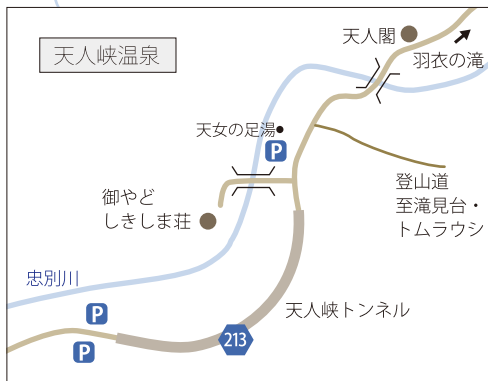 天人峡温泉
天人閣
羽衣の滝
天女の足湯
P
登山道
至滝見台・
トムラウシ
御やど
しきしま荘
忠別川
天人峡トンネル
P
P
213